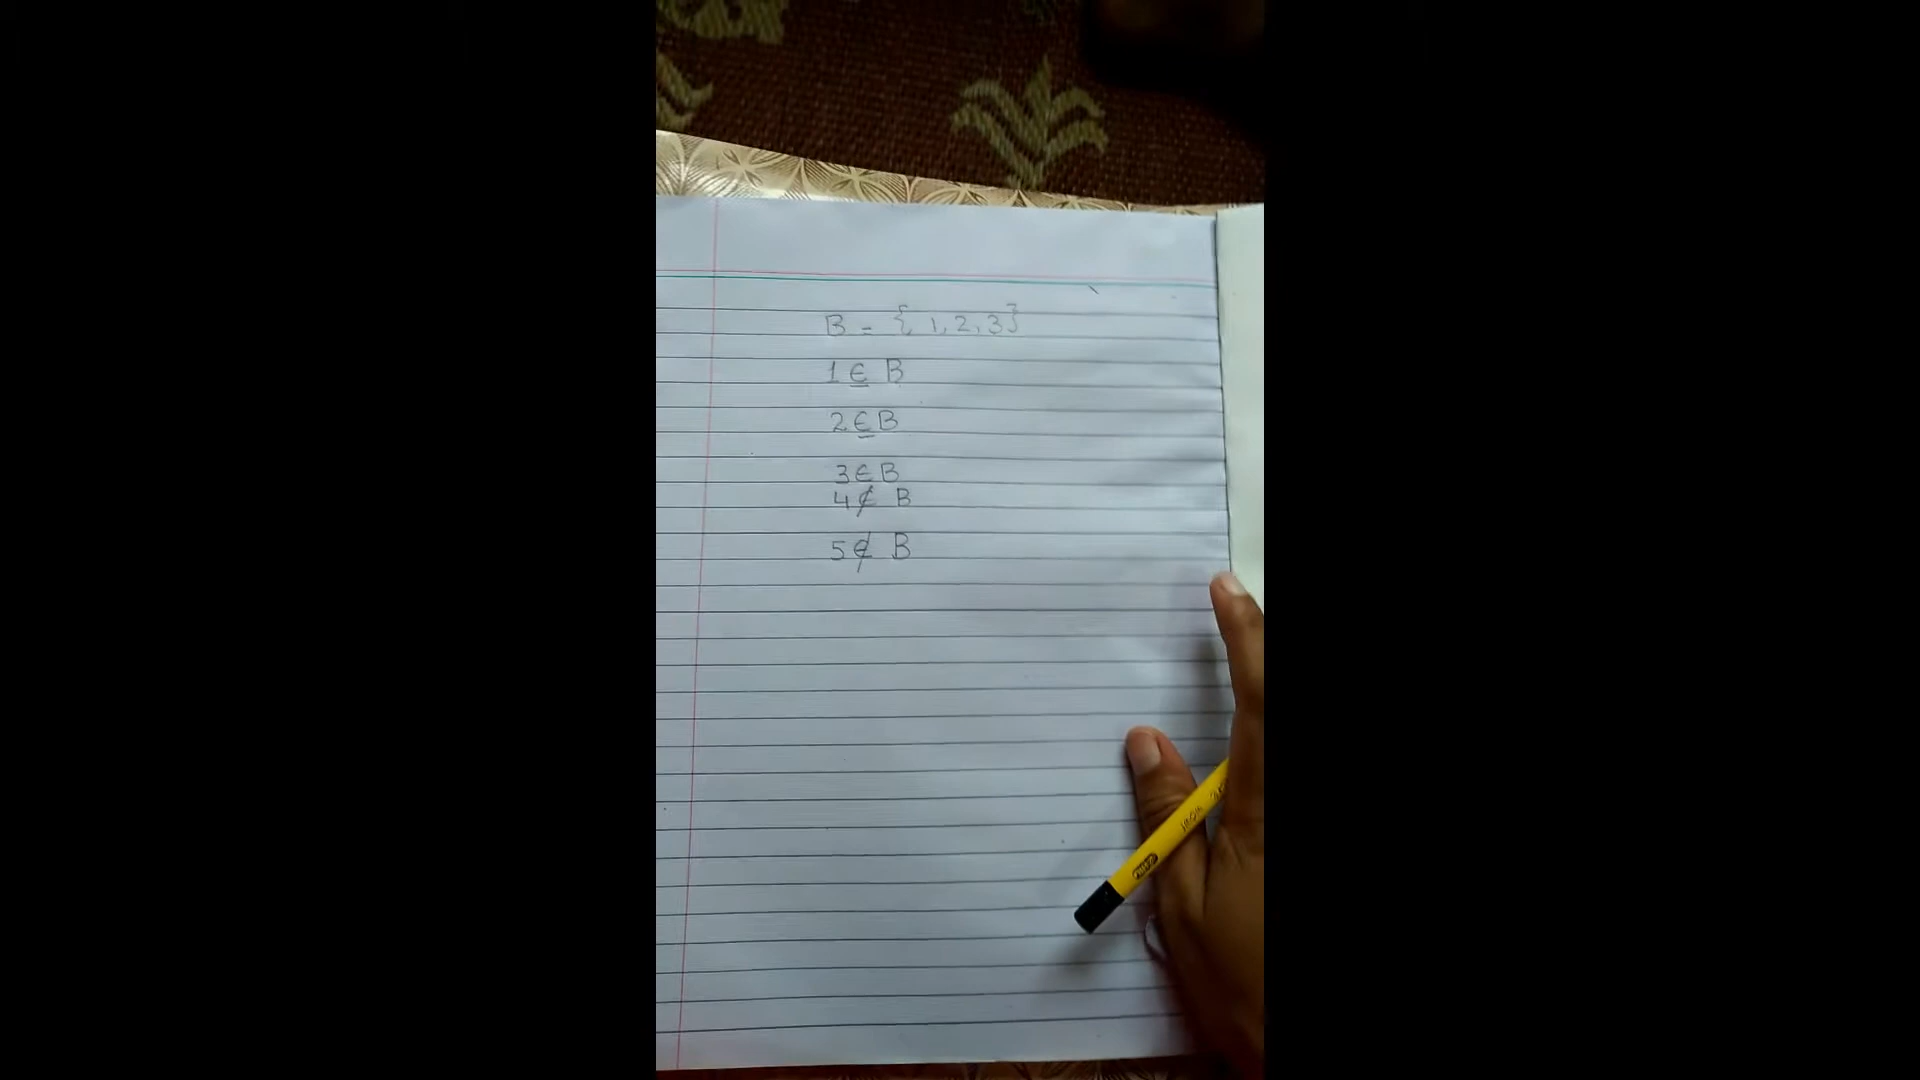 B = { 1, 2, 3}
1 ∈ B
2 ∈ B
3 ∈ B
4 ∉ B
5 ∉ B